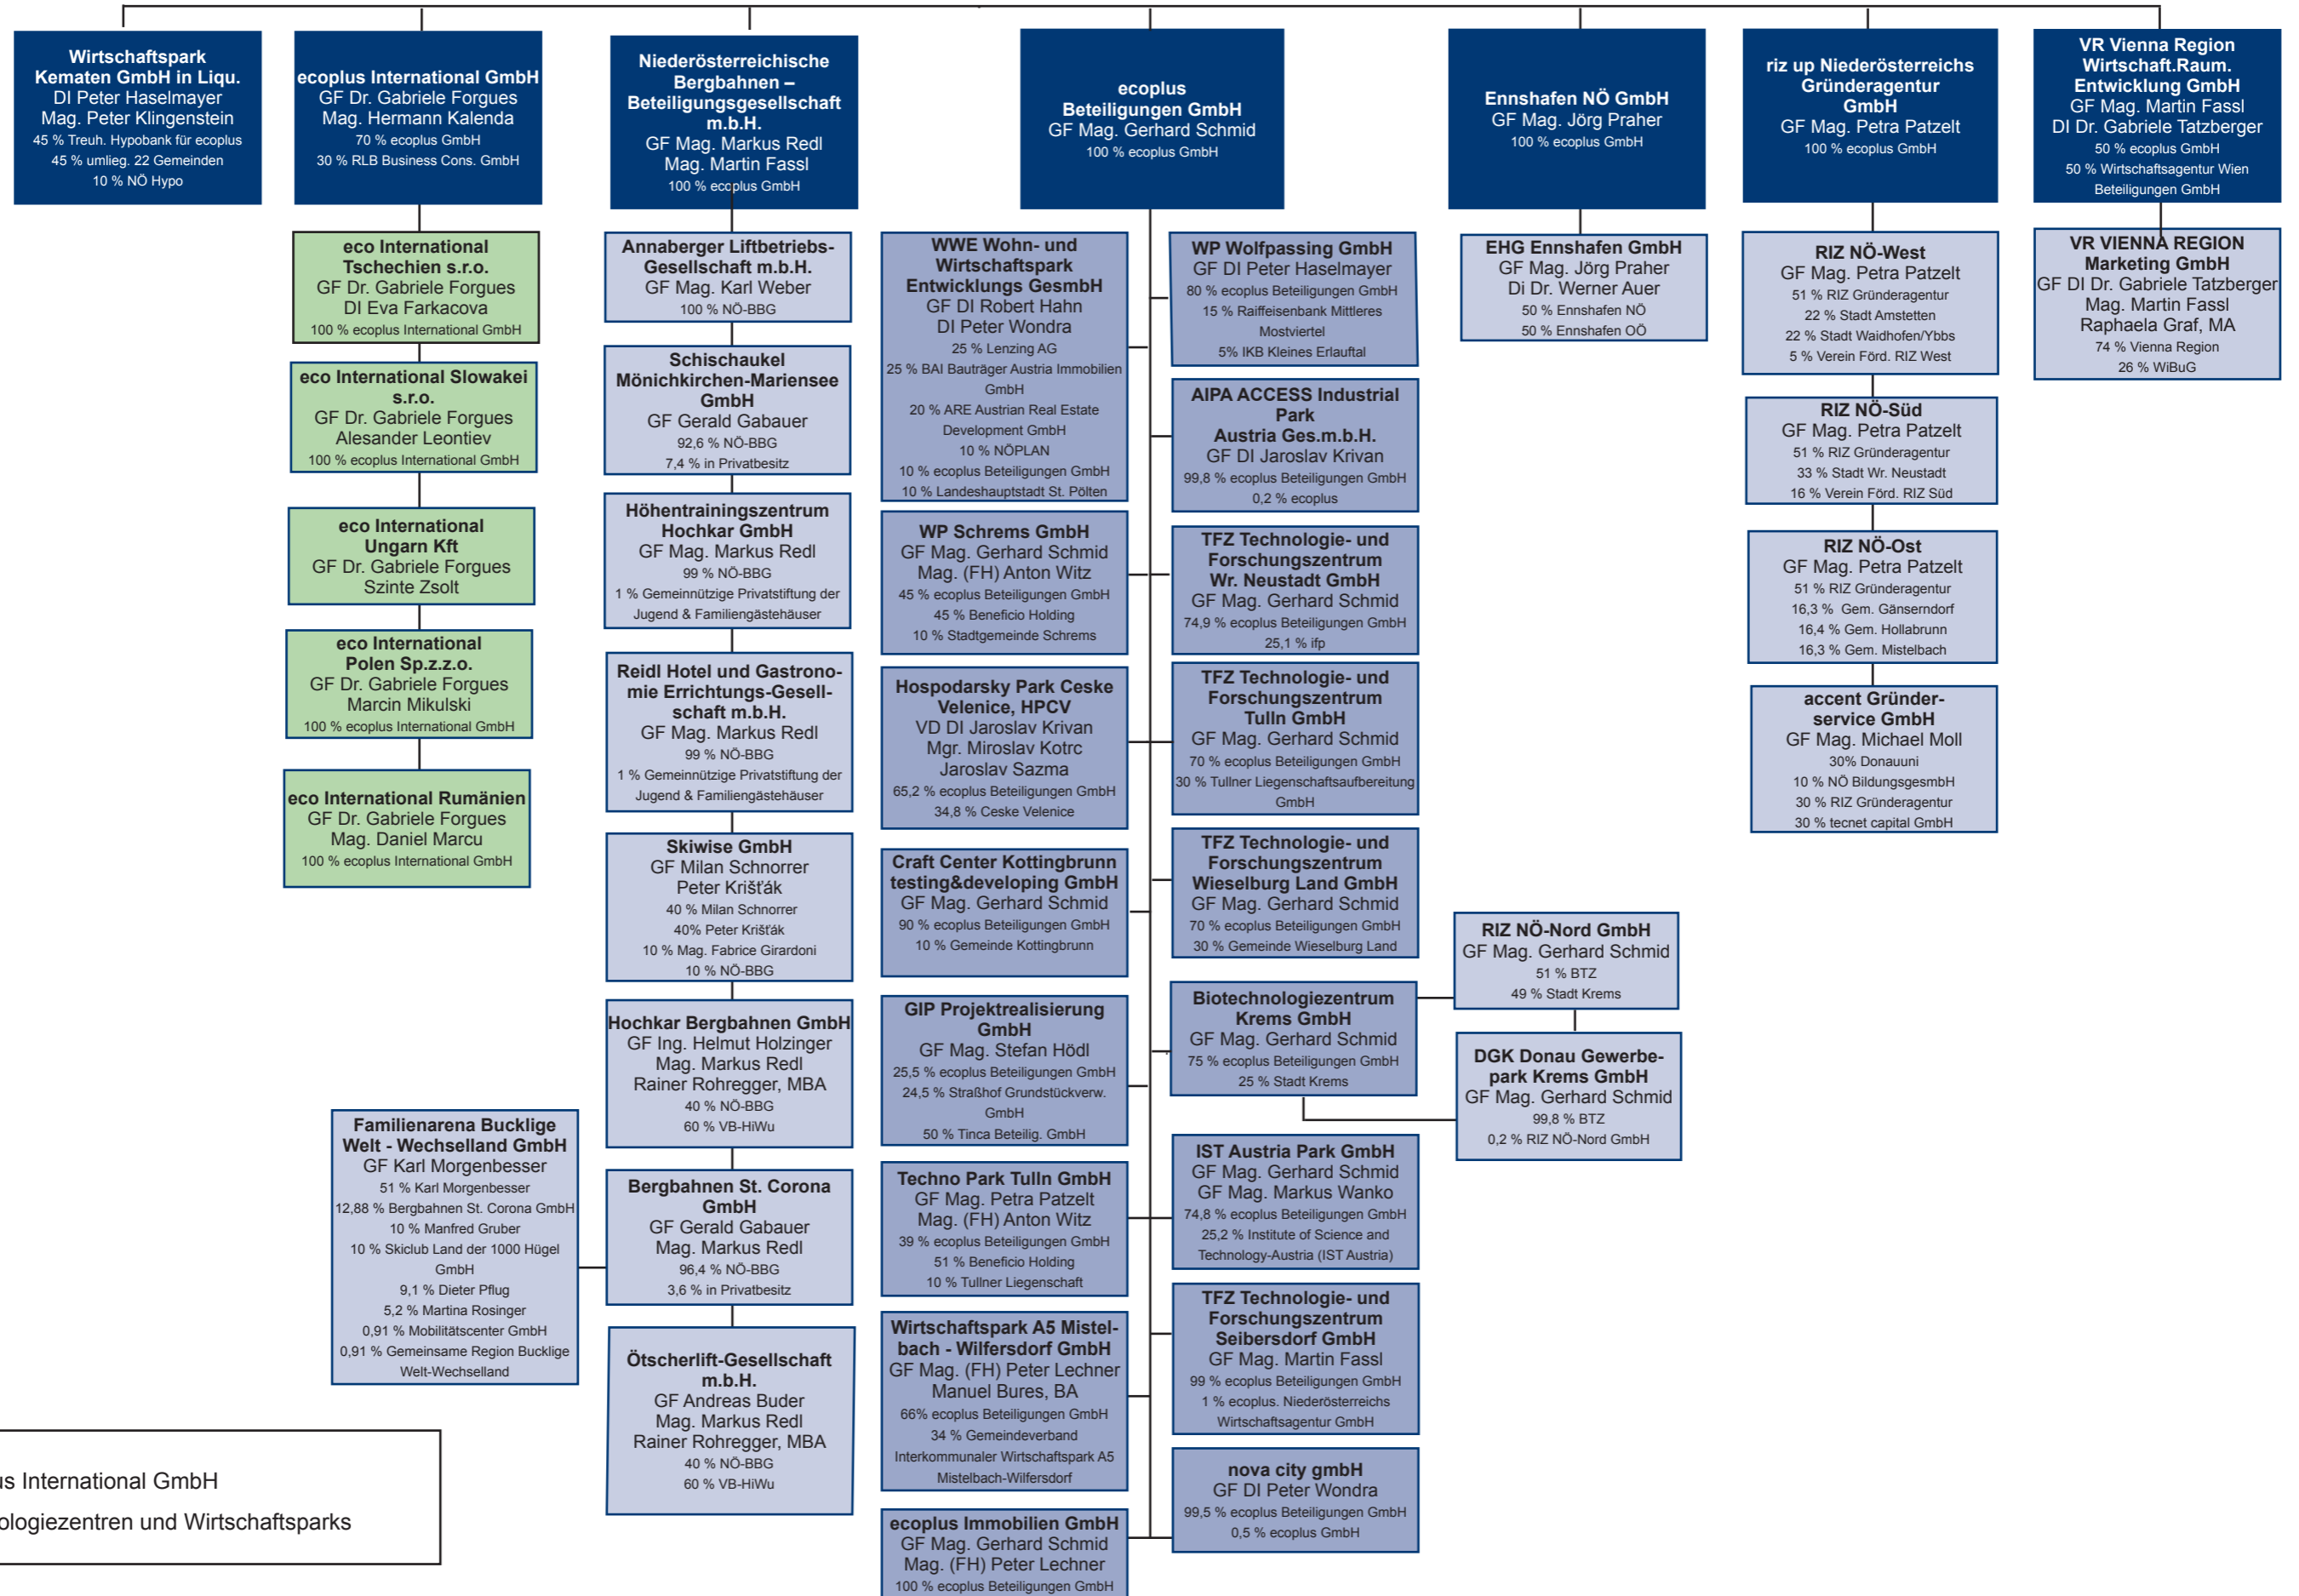 Wirtschaftspark
Kematen GmbH in Liqu.
DI Peter Haselmayer
Mag. Peter Klingenstein
45 % Treuh. Hypobank für ecoplus
45 % umlieg. 22 Gemeinden
10 % NÖ Hypo
ecoplus International GmbH
GF Dr. Gabriele Forgues
Mag. Hermann Kalenda
70 % ecoplus GmbH
30 % RLB Business Cons. GmbH
Niederösterreichische
Bergbahnen –
Beteiligungsgesellschaft
m.b.H.
GF Mag. Markus Redl
Mag. Martin Fassl
100 % ecoplus GmbH
ecoplus
Beteiligungen GmbH
GF Mag. Gerhard Schmid
100 % ecoplus GmbH
Ennshafen NÖ GmbH
GF Mag. Jörg Praher
100 % ecoplus GmbH
riz up Niederösterreichs
Gründeragentur
GmbH
GF Mag. Petra Patzelt
100 % ecoplus GmbH
VR Vienna Region
Wirtschaft.Raum.
Entwicklung GmbH
GF Mag. Martin Fassl
DI Dr. Gabriele Tatzberger
50 % ecoplus GmbH
50 % Wirtschaftsagentur Wien
Beteiligungen GmbH
eco International
Tschechien s.r.o.
GF Dr. Gabriele Forgues
DI Eva Farkacova
100 % ecoplus International GmbH
eco International Slowakei
s.r.o.
GF Dr. Gabriele Forgues
Alesander Leontiev
100 % ecoplus International GmbH
eco International
Ungarn Kft
GF Dr. Gabriele Forgues
Szinte Zsolt
eco International
Polen Sp.z.z.o.
GF Dr. Gabriele Forgues
Marcin Mikulski
100 % ecoplus International GmbH
eco International Rumänien
GF Dr. Gabriele Forgues
Mag. Daniel Marcu
100 % ecoplus International GmbH
Annaberger Liftbetriebs-
Gesellschaft m.b.H.
GF Mag. Karl Weber
100 % NÖ-BBG
Schischaukel
Mönichkirchen-Mariensee
GmbH
GF Gerald Gabauer
92,6 % NÖ-BBG
7,4 % in Privatbesitz
Höhentrainingszentrum
Hochkar GmbH
GF Mag. Markus Redl
99 % NÖ-BBG
1 % Gemeinnützige Privatstiftung der
Jugend & Familiengästehäuser
Reidl Hotel und Gastrono-
mie Errichtungs-Gesell-
schaft m.b.H.
GF Mag. Markus Redl
99 % NÖ-BBG
1 % Gemeinnützige Privatstiftung der
Jugend & Familiengästehäuser
Skiwise GmbH
GF Milan Schnorrer
Peter Krišťák
40 % Milan Schnorrer
40% Peter Krišťák
10 % Mag. Fabrice Girardoni
10 % NÖ-BBG
Hochkar Bergbahnen GmbH
GF Ing. Helmut Holzinger
Mag. Markus Redl
Rainer Rohregger, MBA
40 % NÖ-BBG
60 % VB-HiWu
Bergbahnen St. Corona
GmbH
GF Gerald Gabauer
Mag. Markus Redl
96,4 % NÖ-BBG
3,6 % in Privatbesitz
Familienarena Bucklige
Welt - Wechselland GmbH
GF Karl Morgenbesser
51 % Karl Morgenbesser
12,88 % Bergbahnen St. Corona GmbH
10 % Manfred Gruber
10 % Skiclub Land der 1000 Hügel
GmbH
9,1 % Dieter Pflug
5,2 % Martina Rosinger
0,91 % Mobilitätscenter GmbH
0,91 % Gemeinsame Region Bucklige
Welt-Wechselland
Ötscherlift-Gesellschaft
m.b.H.
GF Andreas Buder
Mag. Markus Redl
Rainer Rohregger, MBA
40 % NÖ-BBG
60 % VB-HiWu
WWE Wohn- und
Wirtschaftspark
Entwicklungs GesmbH
GF DI Robert Hahn
DI Peter Wondra
25 % Lenzing AG
25 % BAI Bauträger Austria Immobilien
GmbH
20 % ARE Austrian Real Estate
Development GmbH
10 % NÖPLAN
10 % ecoplus Beteiligungen GmbH
10 % Landeshauptstadt St. Pölten
WP Schrems GmbH
GF Mag. Gerhard Schmid
Mag. (FH) Anton Witz
45 % ecoplus Beteiligungen GmbH
45 % Beneficio Holding
10 % Stadtgemeinde Schrems
Hospodarsky Park Ceske
Velenice, HPCV
VD DI Jaroslav Krivan
Mgr. Miroslav Kotrc
Jaroslav Sazma
65,2 % ecoplus Beteiligungen GmbH
34,8 % Ceske Velenice
Craft Center Kottingbrunn
testing&developing GmbH
GF Mag. Gerhard Schmid
90 % ecoplus Beteiligungen GmbH
10 % Gemeinde Kottingbrunn
GIP Projektrealisierung
GmbH
GF Mag. Stefan Hödl
25,5 % ecoplus Beteiligungen GmbH
24,5 % Straßhof Grundstückverw.
GmbH
50 % Tinca Beteilig. GmbH
Techno Park Tulln GmbH
GF Mag. Petra Patzelt
Mag. (FH) Anton Witz
39 % ecoplus Beteiligungen GmbH
51 % Beneficio Holding
10 % Tullner Liegenschaft
Wirtschaftspark A5 Mistel-
bach - Wilfersdorf GmbH
GF Mag. (FH) Peter Lechner
Manuel Bures, BA
66% ecoplus Beteiligungen GmbH
34 % Gemeindeverband
Interkommunaler Wirtschaftspark A5
Mistelbach-Wilfersdorf
ecoplus Immobilien GmbH
GF Mag. Gerhard Schmid
Mag. (FH) Peter Lechner
100 % ecoplus Beteiligungen GmbH
WP Wolfpassing GmbH
GF DI Peter Haselmayer
80 % ecoplus Beteiligungen GmbH
15 % Raiffeisenbank Mittleres
Mostviertel
5% IKB Kleines Erlauftal
AIPA ACCESS Industrial
Park
Austria Ges.m.b.H.
GF DI Jaroslav Krivan
99,8 % ecoplus Beteiligungen GmbH
0,2 % ecoplus
TFZ Technologie- und
Forschungszentrum
Wr. Neustadt GmbH
GF Mag. Gerhard Schmid
74,9 % ecoplus Beteiligungen GmbH
25,1 % ifp
TFZ Technologie- und
Forschungszentrum
Tulln GmbH
GF Mag. Gerhard Schmid
70 % ecoplus Beteiligungen GmbH
30 % Tullner Liegenschaftsaufbereitung
GmbH
TFZ Technologie- und
Forschungszentrum
Wieselburg Land GmbH
GF Mag. Gerhard Schmid
70 % ecoplus Beteiligungen GmbH
30 % Gemeinde Wieselburg Land
Biotechnologiezentrum
Krems GmbH
GF Mag. Gerhard Schmid
75 % ecoplus Beteiligungen GmbH
25 % Stadt Krems
IST Austria Park GmbH
GF Mag. Gerhard Schmid
GF Mag. Markus Wanko
74,8 % ecoplus Beteiligungen GmbH
25,2 % Institute of Science and
Technology-Austria (IST Austria)
TFZ Technologie- und
Forschungszentrum
Seibersdorf GmbH
GF Mag. Martin Fassl
99 % ecoplus Beteiligungen GmbH
1 % ecoplus. Niederösterreichs
Wirtschaftsagentur GmbH
nova city gmbH
GF DI Peter Wondra
99,5 % ecoplus Beteiligungen GmbH
0,5 % ecoplus GmbH
EHG Ennshafen GmbH
GF Mag. Jörg Praher
Di Dr. Werner Auer
50 % Ennshafen NÖ
50 % Ennshafen OÖ
RIZ NÖ-Nord GmbH
GF Mag. Gerhard Schmid
51 % BTZ
49 % Stadt Krems
DGK Donau Gewerbe-
park Krems GmbH
GF Mag. Gerhard Schmid
99,8 % BTZ
0,2 % RIZ NÖ-Nord GmbH
RIZ NÖ-West
GF Mag. Petra Patzelt
51 % RIZ Gründeragentur
22 % Stadt Amstetten
22 % Stadt Waidhofen/Ybbs
5 % Verein Förd. RIZ West
RIZ NÖ-Süd
GF Mag. Petra Patzelt
51 % RIZ Gründeragentur
33 % Stadt Wr. Neustadt
16 % Verein Förd. RIZ Süd
RIZ NÖ-Ost
GF Mag. Petra Patzelt
51 % RIZ Gründeragentur
16,3 % Gem. Gänserndorf
16,4 % Gem. Hollabrunn
16,3 % Gem. Mistelbach
accent Gründer-
service GmbH
GF Mag. Michael Moll
30% Donauuni
10 % NÖ BildungsgesmbH
30 % RIZ Gründeragentur
30 % tecnet capital GmbH
VR VIENNA REGION
Marketing GmbH
GF DI Dr. Gabriele Tatzberger
Mag. Martin Fassl
Raphaela Graf, MA
74 % Vienna Region
26 % WiBuG
us International GmbH
ologiezentren und Wirtschaftsparks